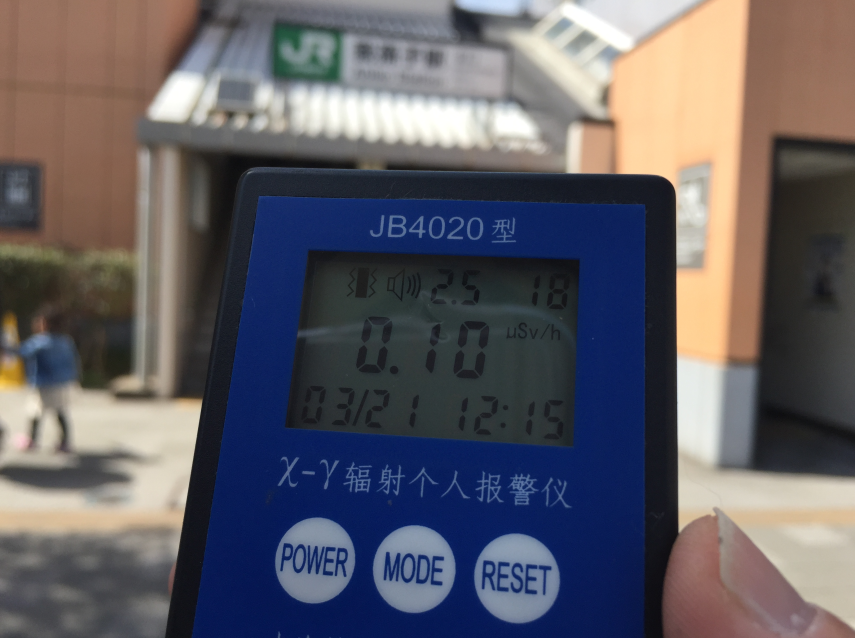 JR
JB4020型
2.5 18
0.10 μSv/h
03/21 12:15
χ-γ辐射个人报警仪
POWER MODE RESET